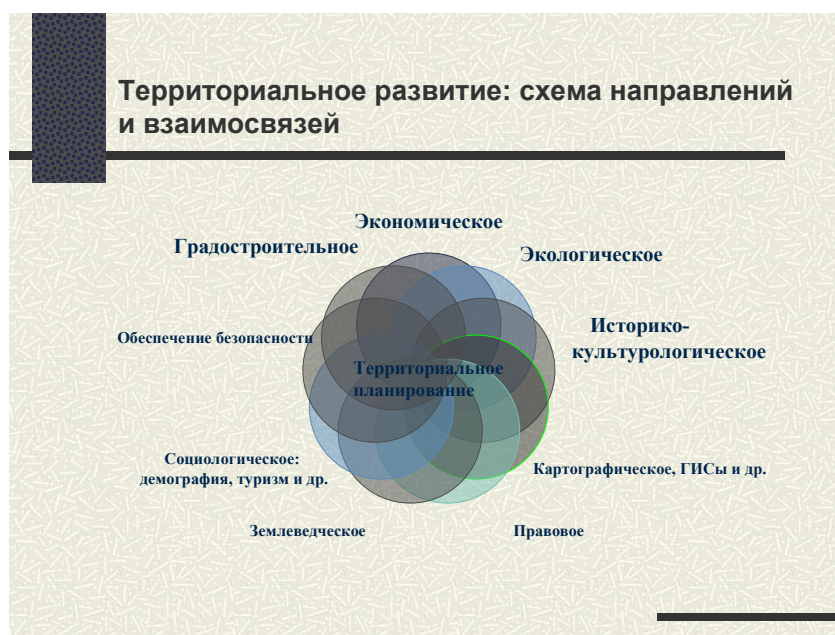 Территориальное развитие: схема направлений
и взаимосвязей
Экономическое
Градостроительное
Экологическое
Историко-
культурологическое
Обеспечение безопасности
Территориальное
планирование
Социологическое:
демография, туризм и др.
Картографическое, ГИСы и др.
Землеведческое
Правовое